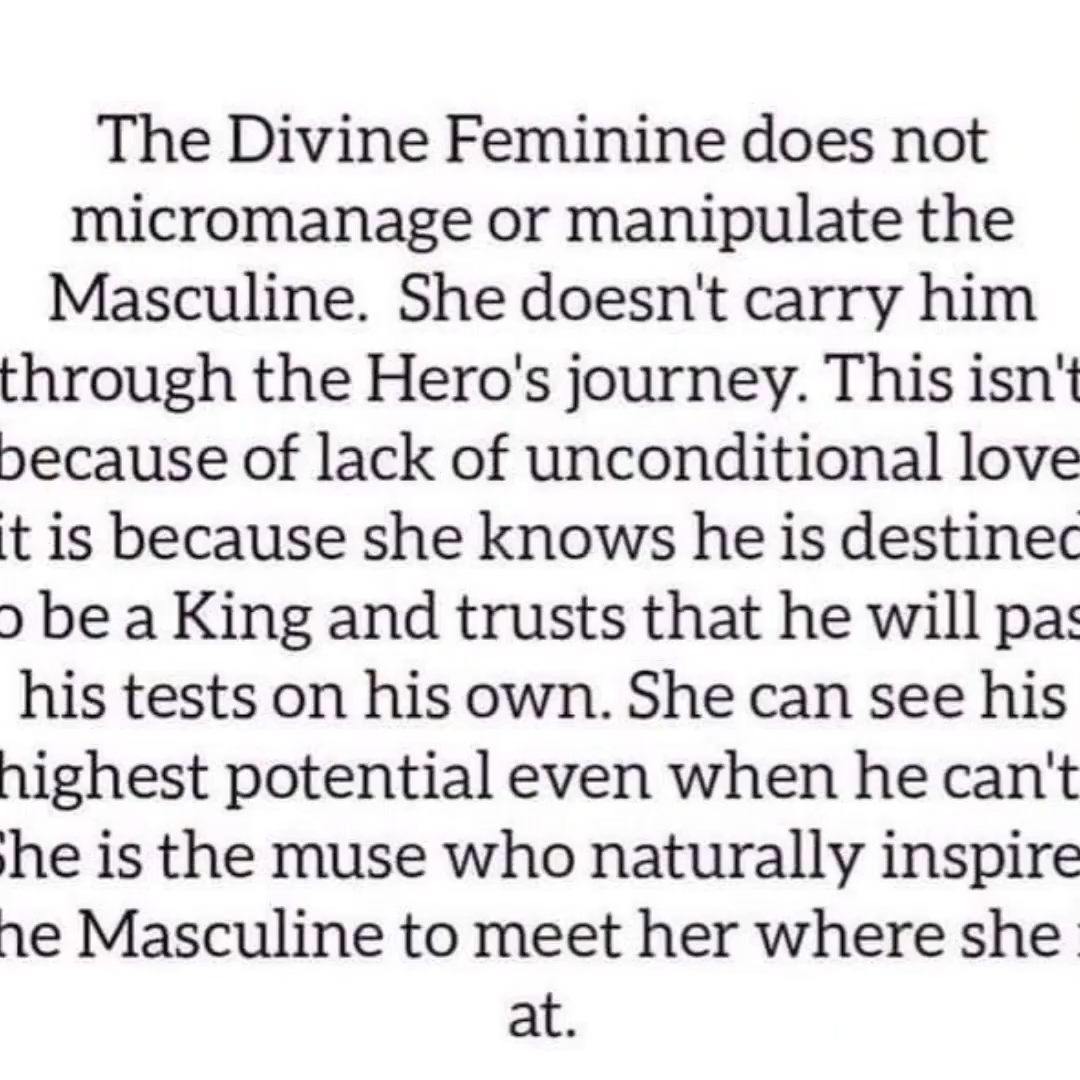 The Divine Feminine does not
micromanage or manipulate the
Masculine.  She doesn't carry him
through the Hero's journey. This isn't
because of lack of unconditional love
it is because she knows he is destined
o be a King and trusts that he will pas
his tests on his own. She can see his
highest potential even when he can't
She is the muse who naturally inspire
he Masculine to meet her where she
at.